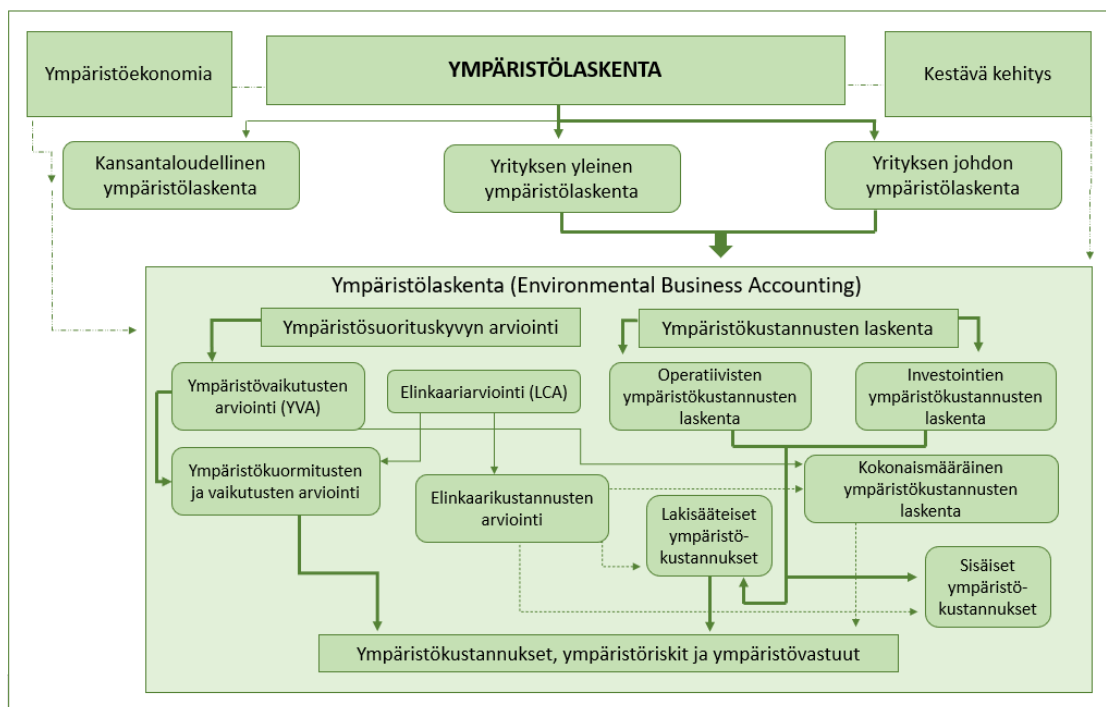 Ympäristöekonomia
YMPÄRISTÖLASKENTA
Kestävä kehitys
Kansantaloudellinen
ympäristölaskenta
Yrityksen yleinen
ympäristölaskenta
Yrityksen johdon
ympäristölaskenta
Ympäristölaskenta (Environmental Business Accounting)
Ympäristösuorituskyvyn arviointi
Ympäristökustannusten laskenta
Ympäristövaikutusten
arviointi (YVA)
Elinkaariarviointi (LCA)
Operatiivisten
ympäristökustannusten
laskenta
Investointien
ympäristökustannusten
laskenta
Ympäristökuormitusten
ja vaikutusten arviointi
Elinkaarikustannusten
arviointi
Kokonaismääräinen
ympäristökustannusten
laskenta
Lakisääteiset
ympäristö-
kustannukset
Sisäiset
ympäristö-
kustannukset
Ympäristökustannukset, ympäristöriskit ja ympäristövastuut